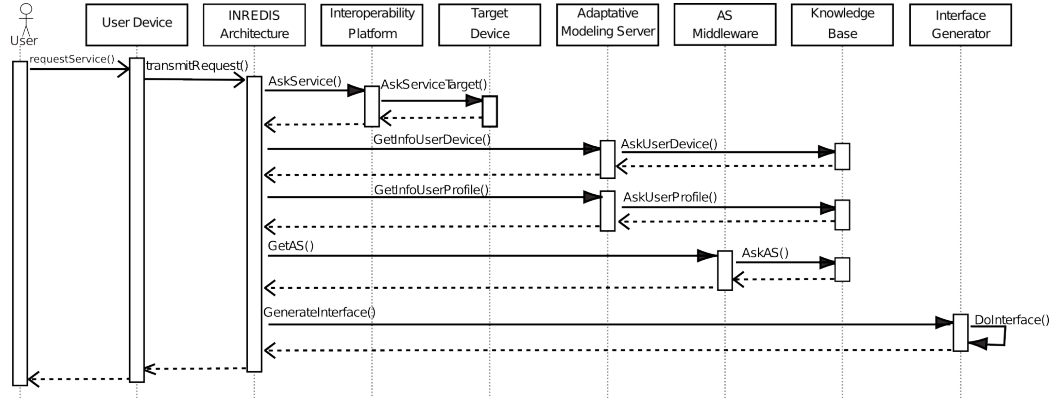 User
User Device
INREDIS
Architecture
Interoperability
Platform
Target
Device
Adaptative
Modeling Server
AS
Middleware
Knowledge
Base
Interface
Generator
requestService()
transmitRequest()
AskService()
AskServiceTarget()
GetInfoUserDevice()
AskUserDevice()
GetInfoUserProfile()
AskUserProfile()
GetAS()
AskAS()
GenerateInterface()
DoInterface()